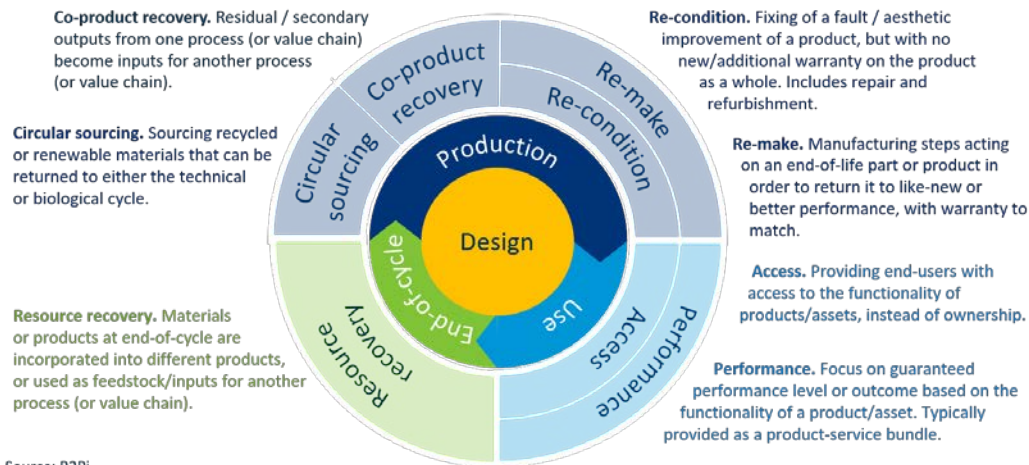 Co-product recovery. Residual / secondary
outputs from one process (or value chain)
become inputs for another process
(or value chain).
Circular sourcing. Sourcing recycled
or renewable materials that can be
returned to either the technical
or biological cycle.
Resource recovery. Materials
or products at end-of-cycle are
incorporated into different products,
or used as feedstock/inputs for another
process (or value chain).
Co-product
recovery
Circular
sourcing
Re-make
Re-condition
Production
Design
End-of-cycle
Use
Resource
recovery
Access
Performance
Re-condition. Fixing of a fault / aesthetic
improvement of a product, but with no
new/additional warranty on the product
as a whole. Includes repair and
refurbishment.
Re-make. Manufacturing steps acting
on an end-of-life part or product in
order to return it to like-new or
better performance, with warranty to
match.
Access. Providing end-users with
access to the functionality of
products/assets, instead of ownership.
Performance. Focus on guaranteed
performance level or outcome based on the
functionality of a product/asset. Typically
provided as a product-service bundle.